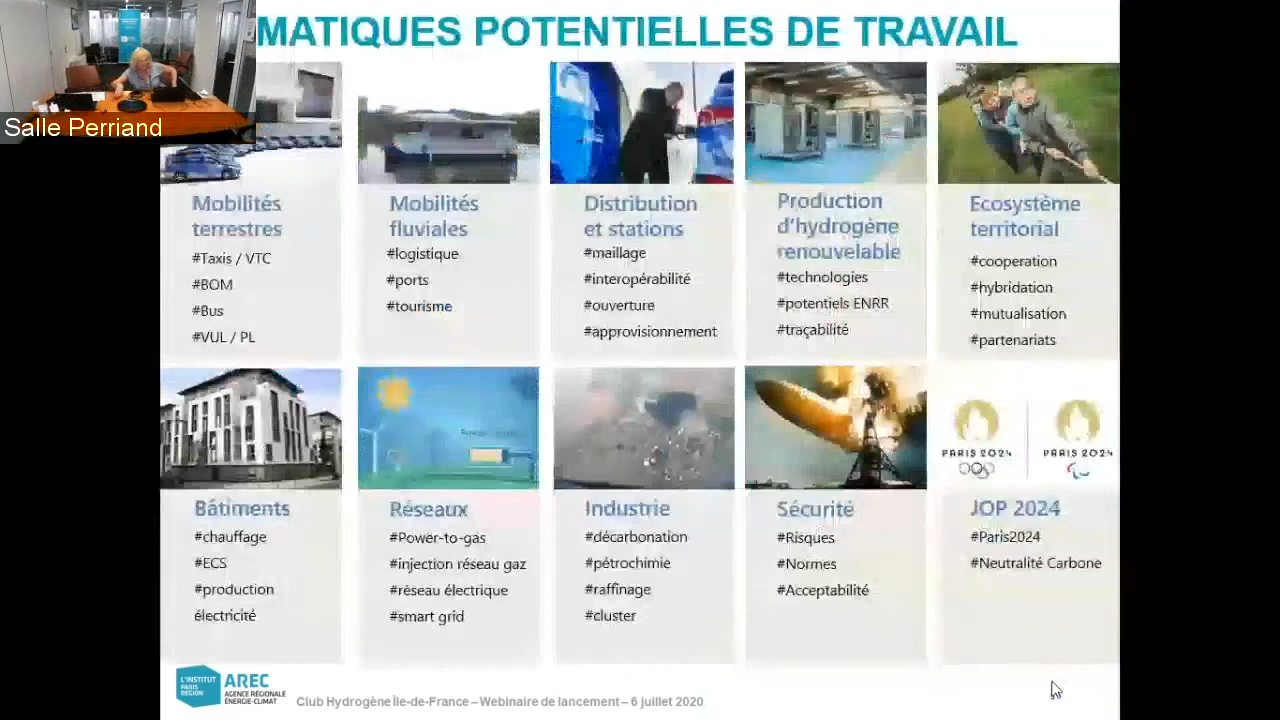 MATIQUES POTENTIELLES DE TRAVAIL
Salle Perriand
Mobilités
terrestres
#Taxis / VTC
#BOM
#Bus
#VUL / PL
Mobilités
fluviales
#logistique
#ports
#tourisme
Distribution
et stations
#maillage
#interopérabilité
#ouverture
#approvisionnement
Production
d'hydrogène
renouvelable
#technologies
#potentiels ENRR
#traçabilité
Ecosystème
territorial
#cooperation
#hybridation
#mutualisation
#partenariats
Bâtiments
#chauffage
#ECS
#production
électricité
Réseaux
#Power-to-gas
#injection réseau gaz
#réseau électrique
#smart grid
Industrie
#décarbonation
#pétrochimie
#raffinage
#cluster
Sécurité
#Risques
#Normes
#Acceptabilité
PARIS 2024
PARIS 2024
JOP 2024
#Paris2024
#Neutralité Carbone
L'INSTITUT
PARIS
REGION
AREC
AGENCE RÉGIONALE
ÉNERGIE-CLIMAT
Club Hydrogène Île-de-France – Webinaire de lancement – 6 juillet 2020